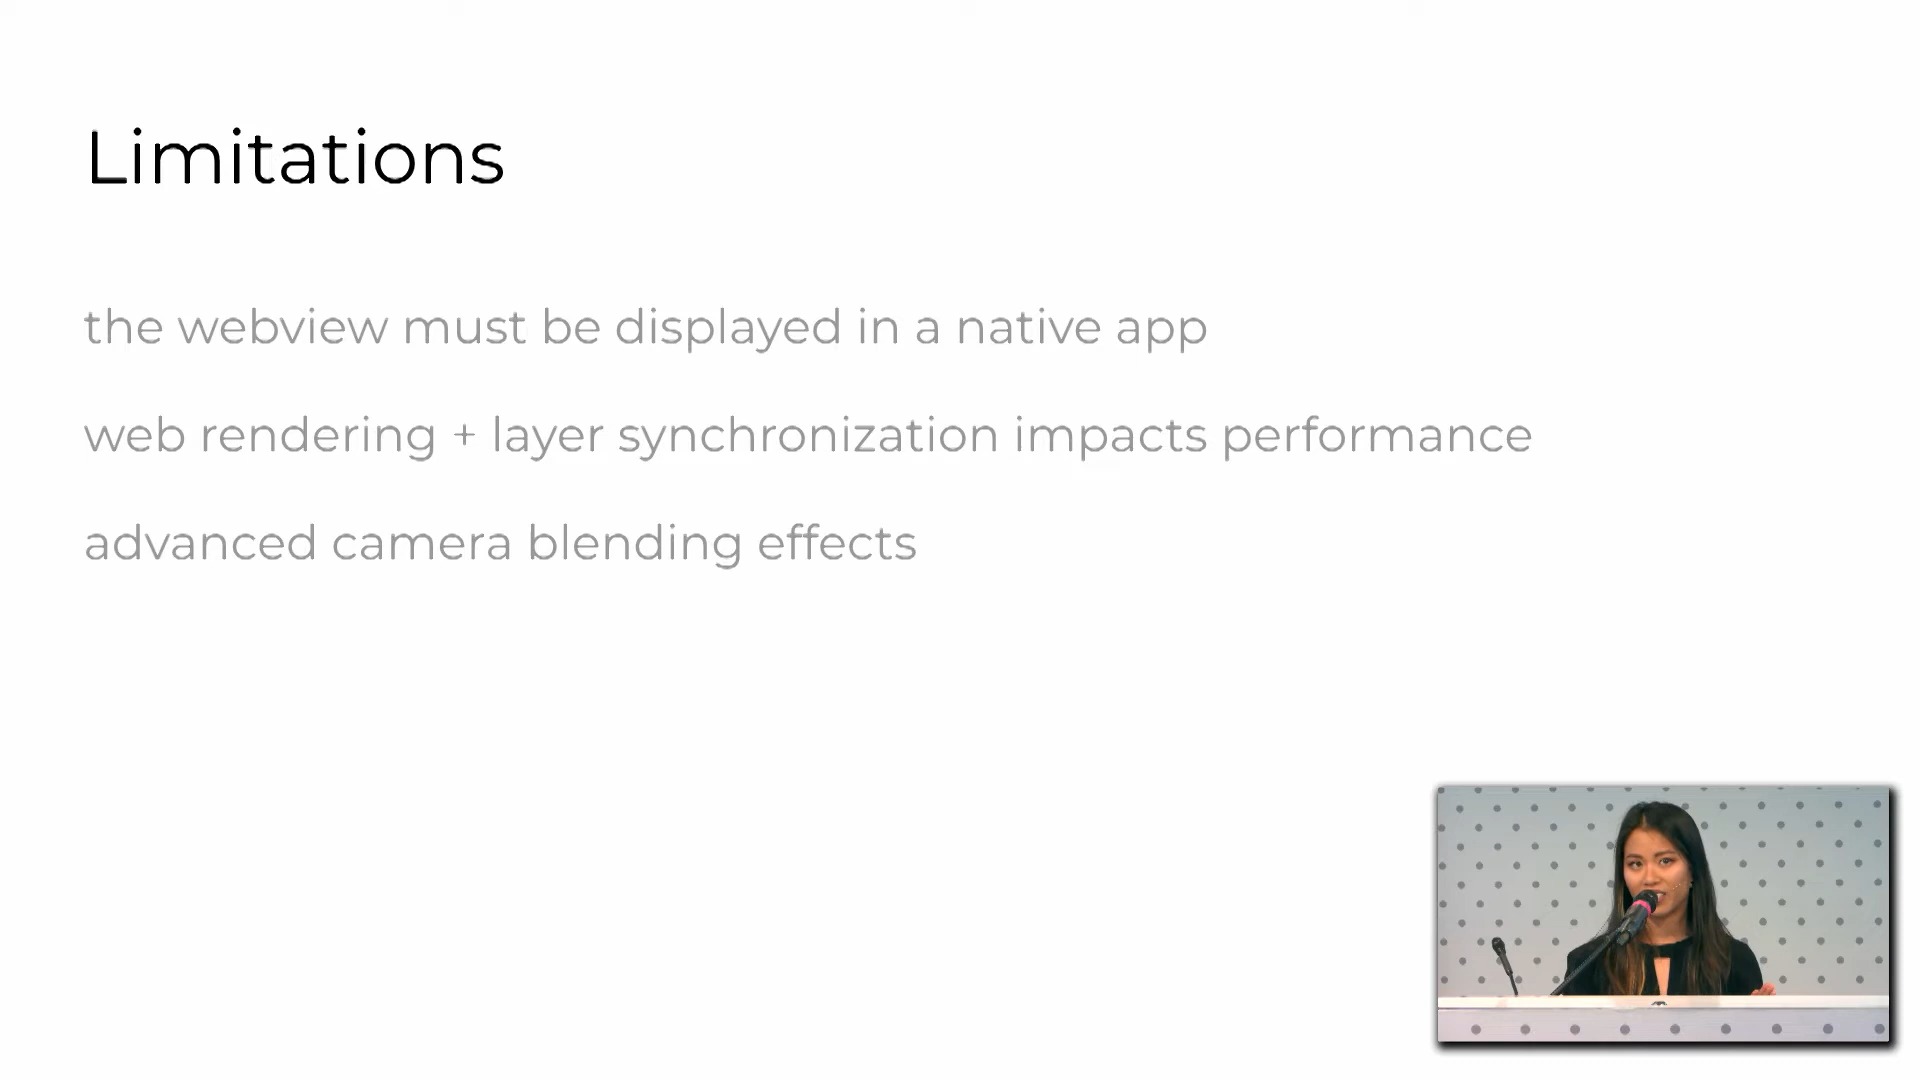 Limitations
the webview must be displayed in a native app
web rendering + layer synchronization impacts performance
advanced camera blending effects